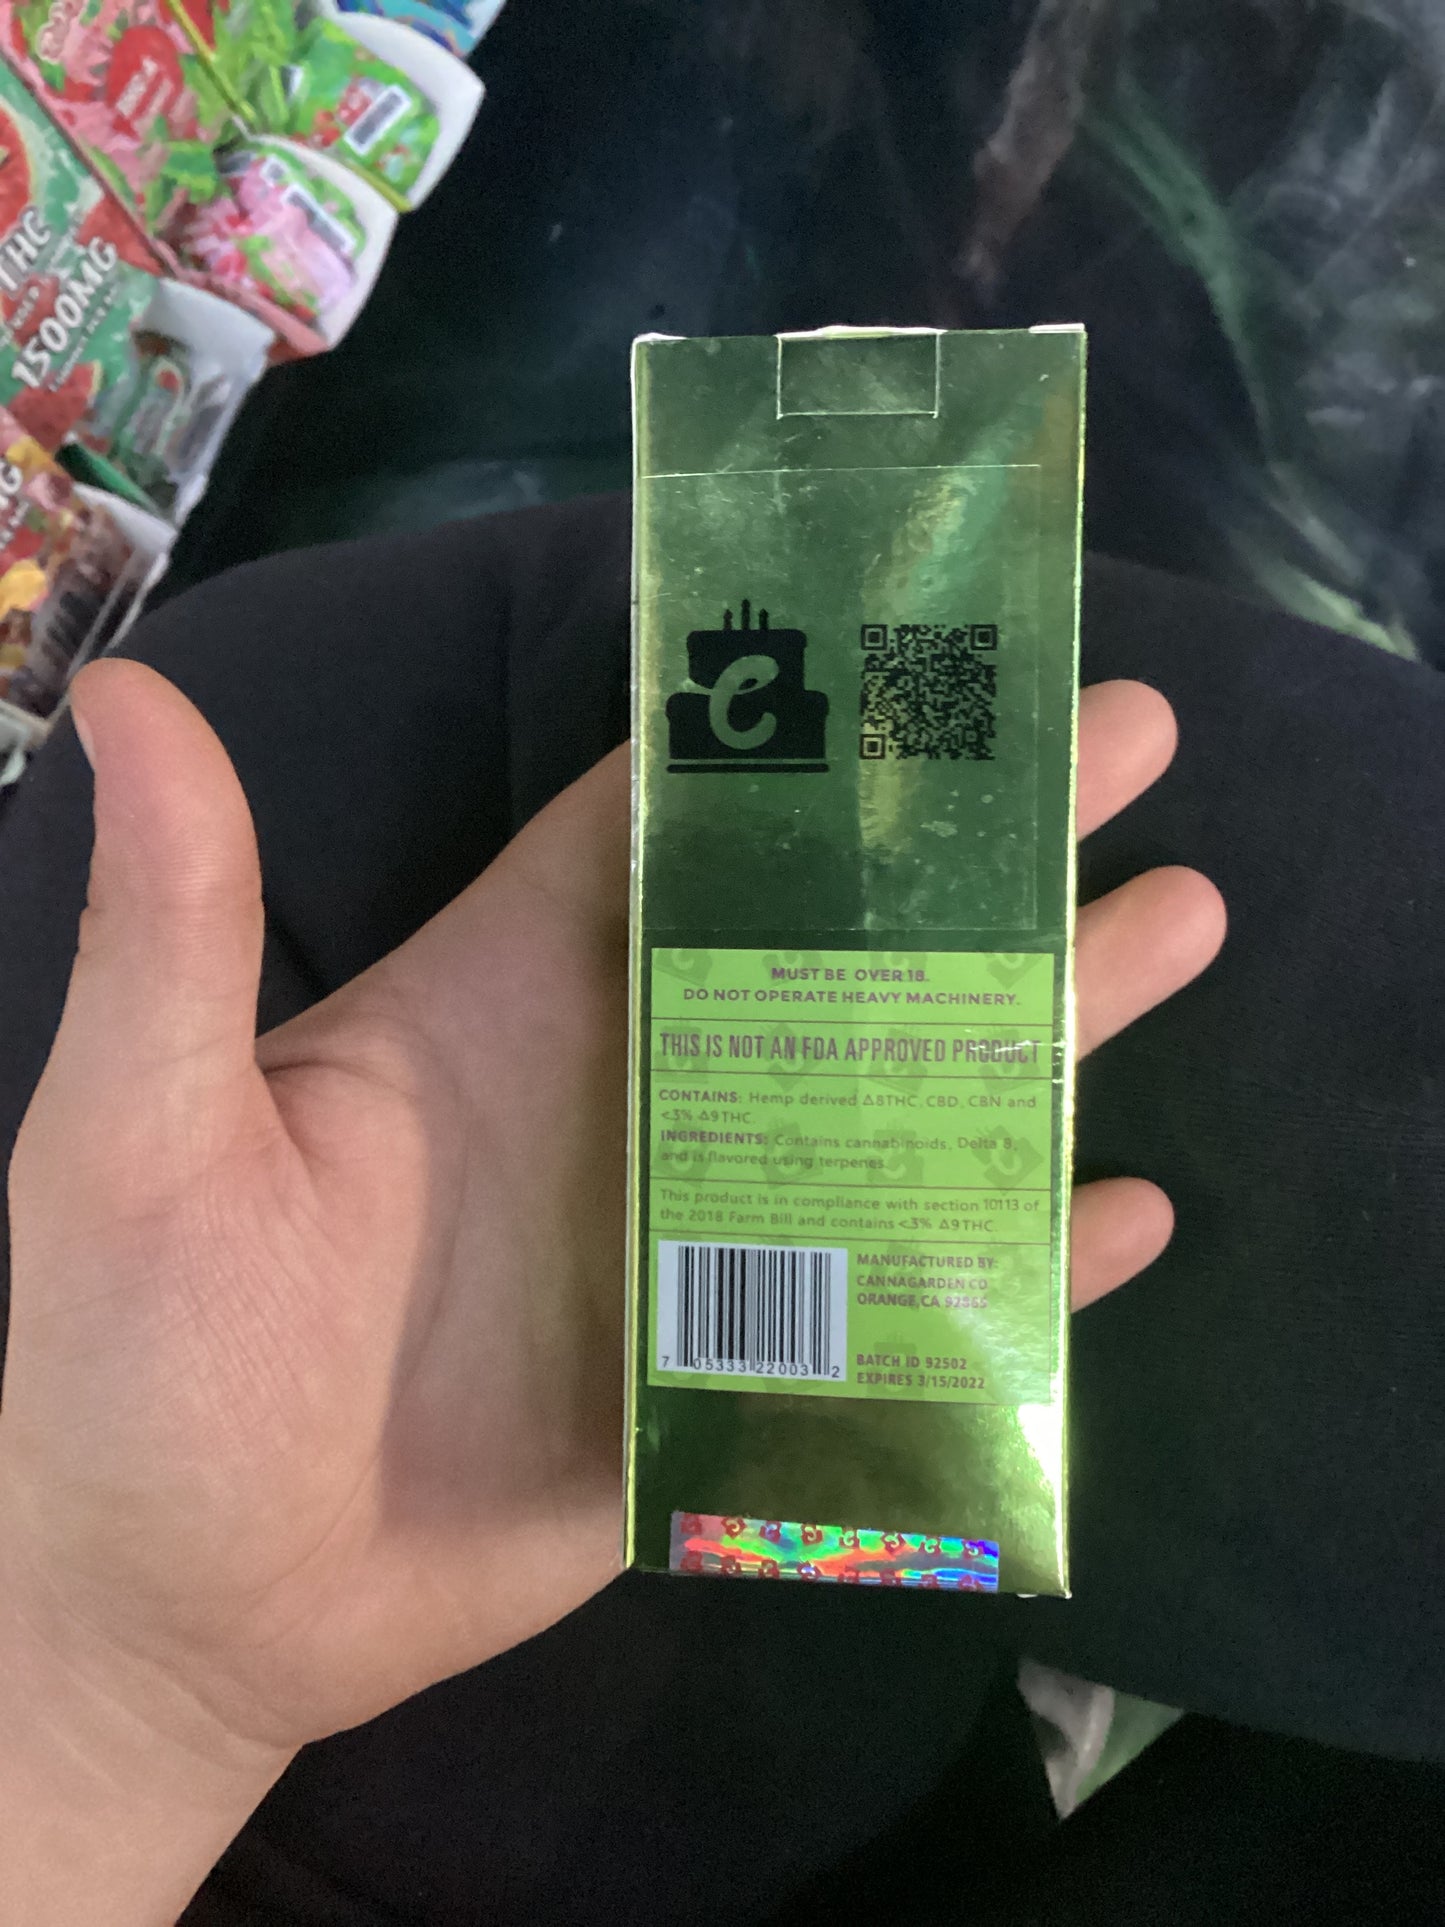 THC
1500MG
C
MUST BE OVER 18.
DO NOT OPERATE HEAVY MACHINERY.
THIS IS NOT AN FDA APPROVED PRODUCT
CONTAINS: Hemp derived Δ8THC, CBD, CBN and
<3% Δ9THC.
INGREDIENTS: Contains cannabinoids, Delta 8,
and is flavored using terpenes.
This product is in compliance with section 10113 of
the 2018 Farm Bill and contains <3% Δ9THC.
MANUFACTURED BY:
CANNAGARDEN CO
ORANGE, CA 92865
7 05333 22003 2
BATCH ID 92502
EXPIRES 3/15/2022